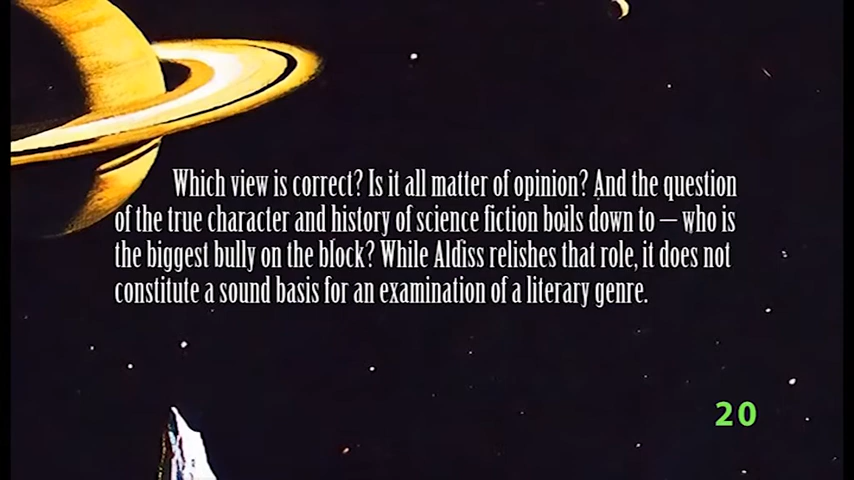 Which view is correct? Is it all matter of opinion? And the question
of the true character and history of science fiction boils down to – who is
the biggest bully on the block? While Aldiss relishes that role, it does not
constitute a sound basis for an examination of a literary genre.
20